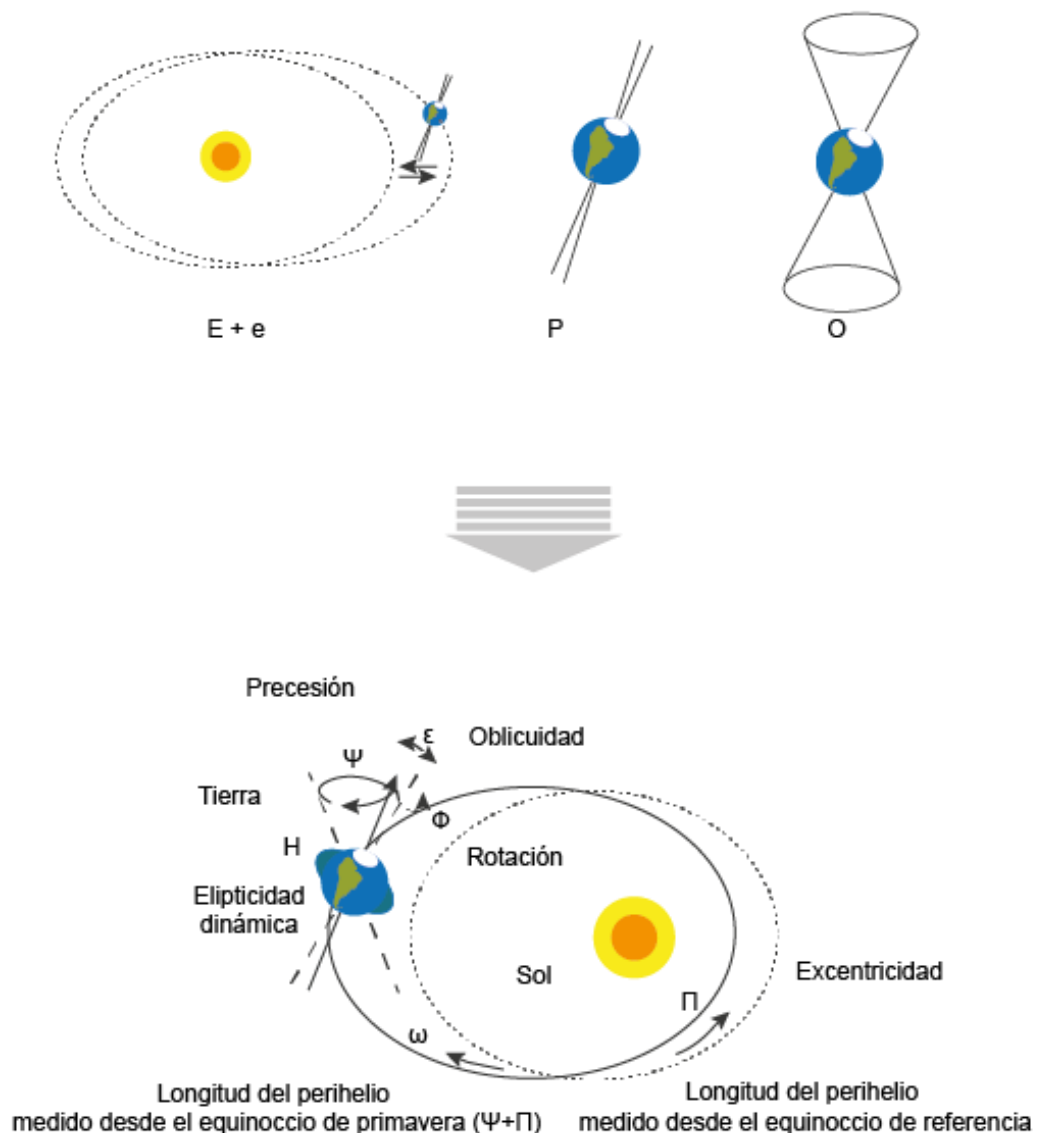 E + e
P
O
Precesión
ε
Oblicuidad
Ψ
Tierra
Φ
H
Rotación
Elipticidad
dinámica
Sol
Excentricidad
Π
ω
Longitud del perihelio
medido desde el equinoccio de primavera (Ψ+Π)
Longitud del perihelio
medido desde el equinoccio de referencia